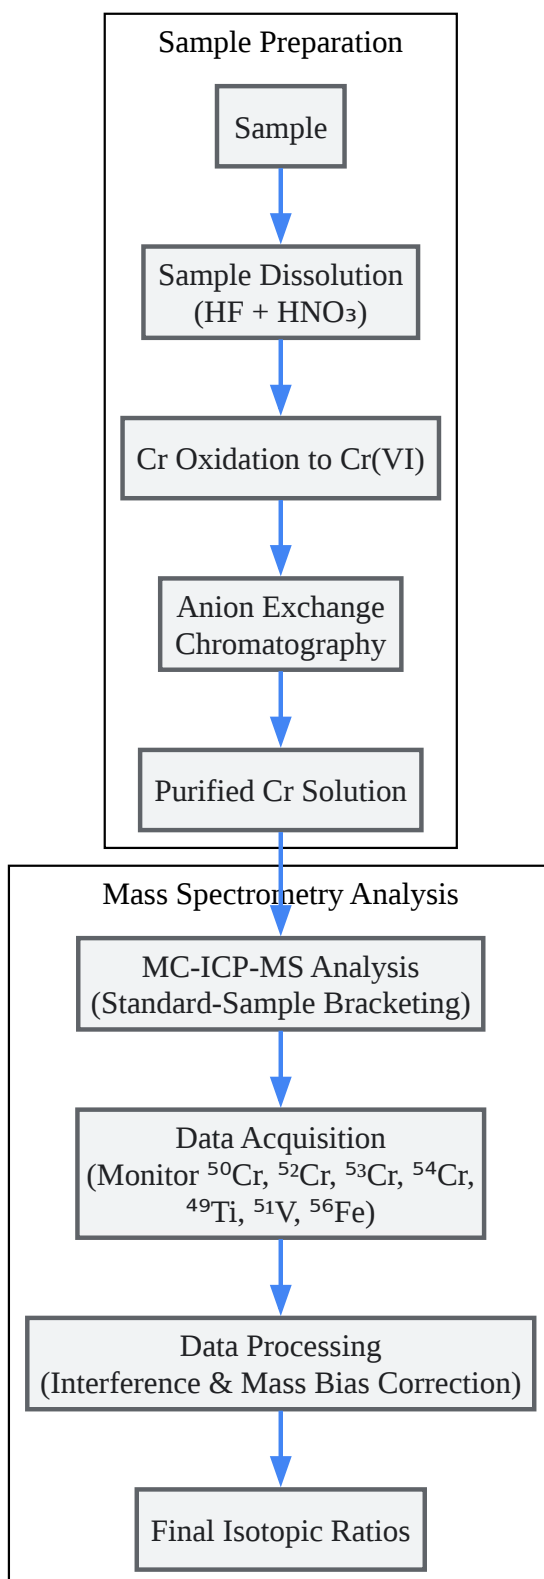 Sample Preparation
Sample
Sample Dissolution
(HF + HNO₃)
Cr Oxidation to Cr(VI)
Anion Exchange
Chromatography
Purified Cr Solution
Mass Spectrometry Analysis
MC-ICP-MS Analysis
(Standard-Sample Bracketing)
Data Acquisition
(Monitor ⁵⁰Cr, ⁵²Cr, ⁵³Cr, ⁵⁴Cr,
⁴⁹Ti, ⁵¹V, ⁵⁶Fe)
Data Processing
(Interference & Mass Bias Correction)
Final Isotopic Ratios